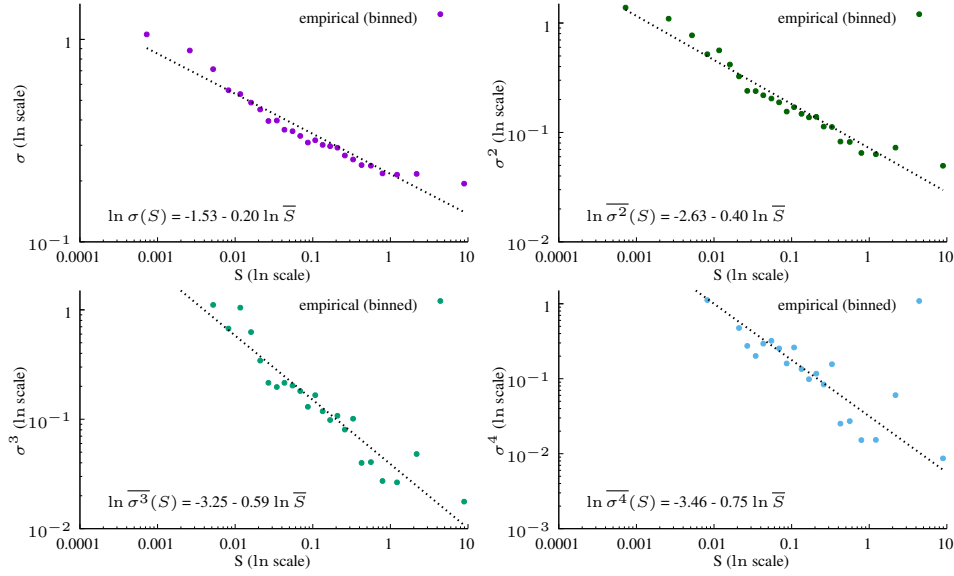 empirical (binned)
1
σ (ln scale)
ln σ(S) = -1.53 - 0.20 ln S̅
10⁻¹
0.0001 0.001 0.01 0.1 1 10
S (ln scale)
empirical (binned)
1
10⁻¹
σ² (ln scale)
ln σ²̅(S) = -2.63 - 0.40 ln S̅
10⁻²
0.0001 0.001 0.01 0.1 1 10
S (ln scale)
empirical (binned)
1
10⁻¹
σ³ (ln scale)
ln σ³̅(S) = -3.25 - 0.59 ln S̅
10⁻²
0.0001 0.001 0.01 0.1 1 10
S (ln scale)
empirical (binned)
1
10⁻¹
10⁻²
σ⁴ (ln scale)
ln σ⁴̅(S) = -3.46 - 0.75 ln S̅
10⁻³
0.0001 0.001 0.01 0.1 1 10
S (ln scale)